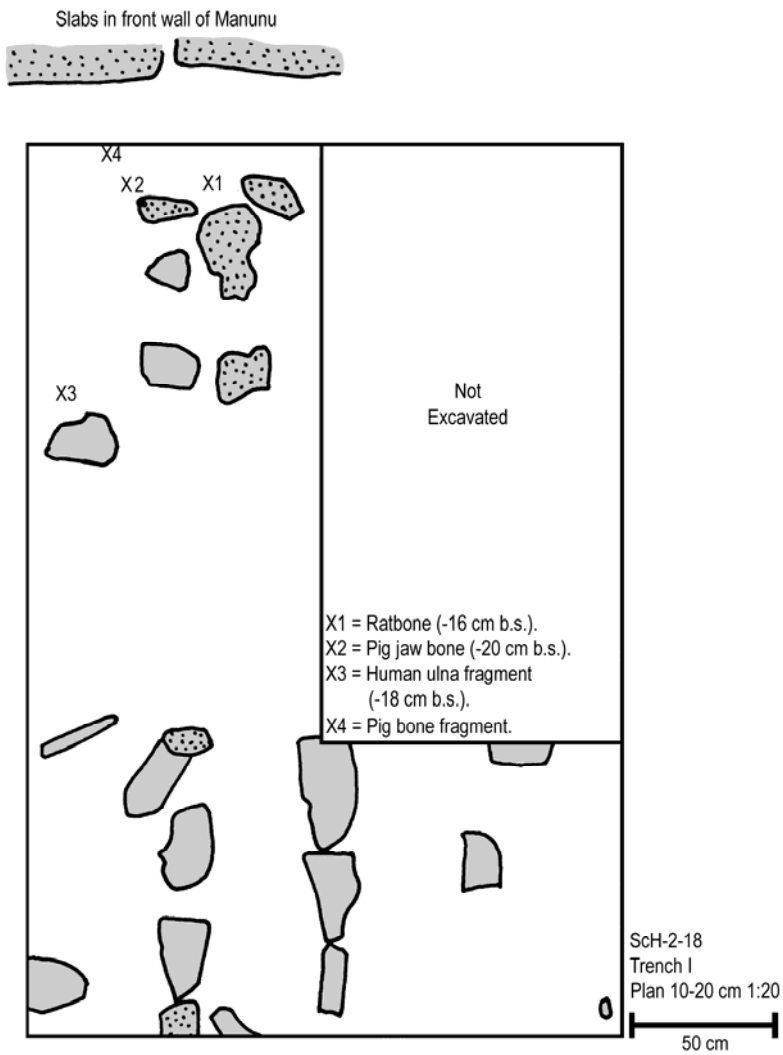 Slabs in front wall of Manunu
X4
X2
X1
X3
Not
Excavated
X1 = Ratbone (-16 cm b.s.).
X2 = Pig jaw bone (-20 cm b.s.).
X3 = Human ulna fragment
(-18 cm b.s.).
X4 = Pig bone fragment.
ScH-2-18
Trench I
Plan 10-20 cm 1:20
50 cm